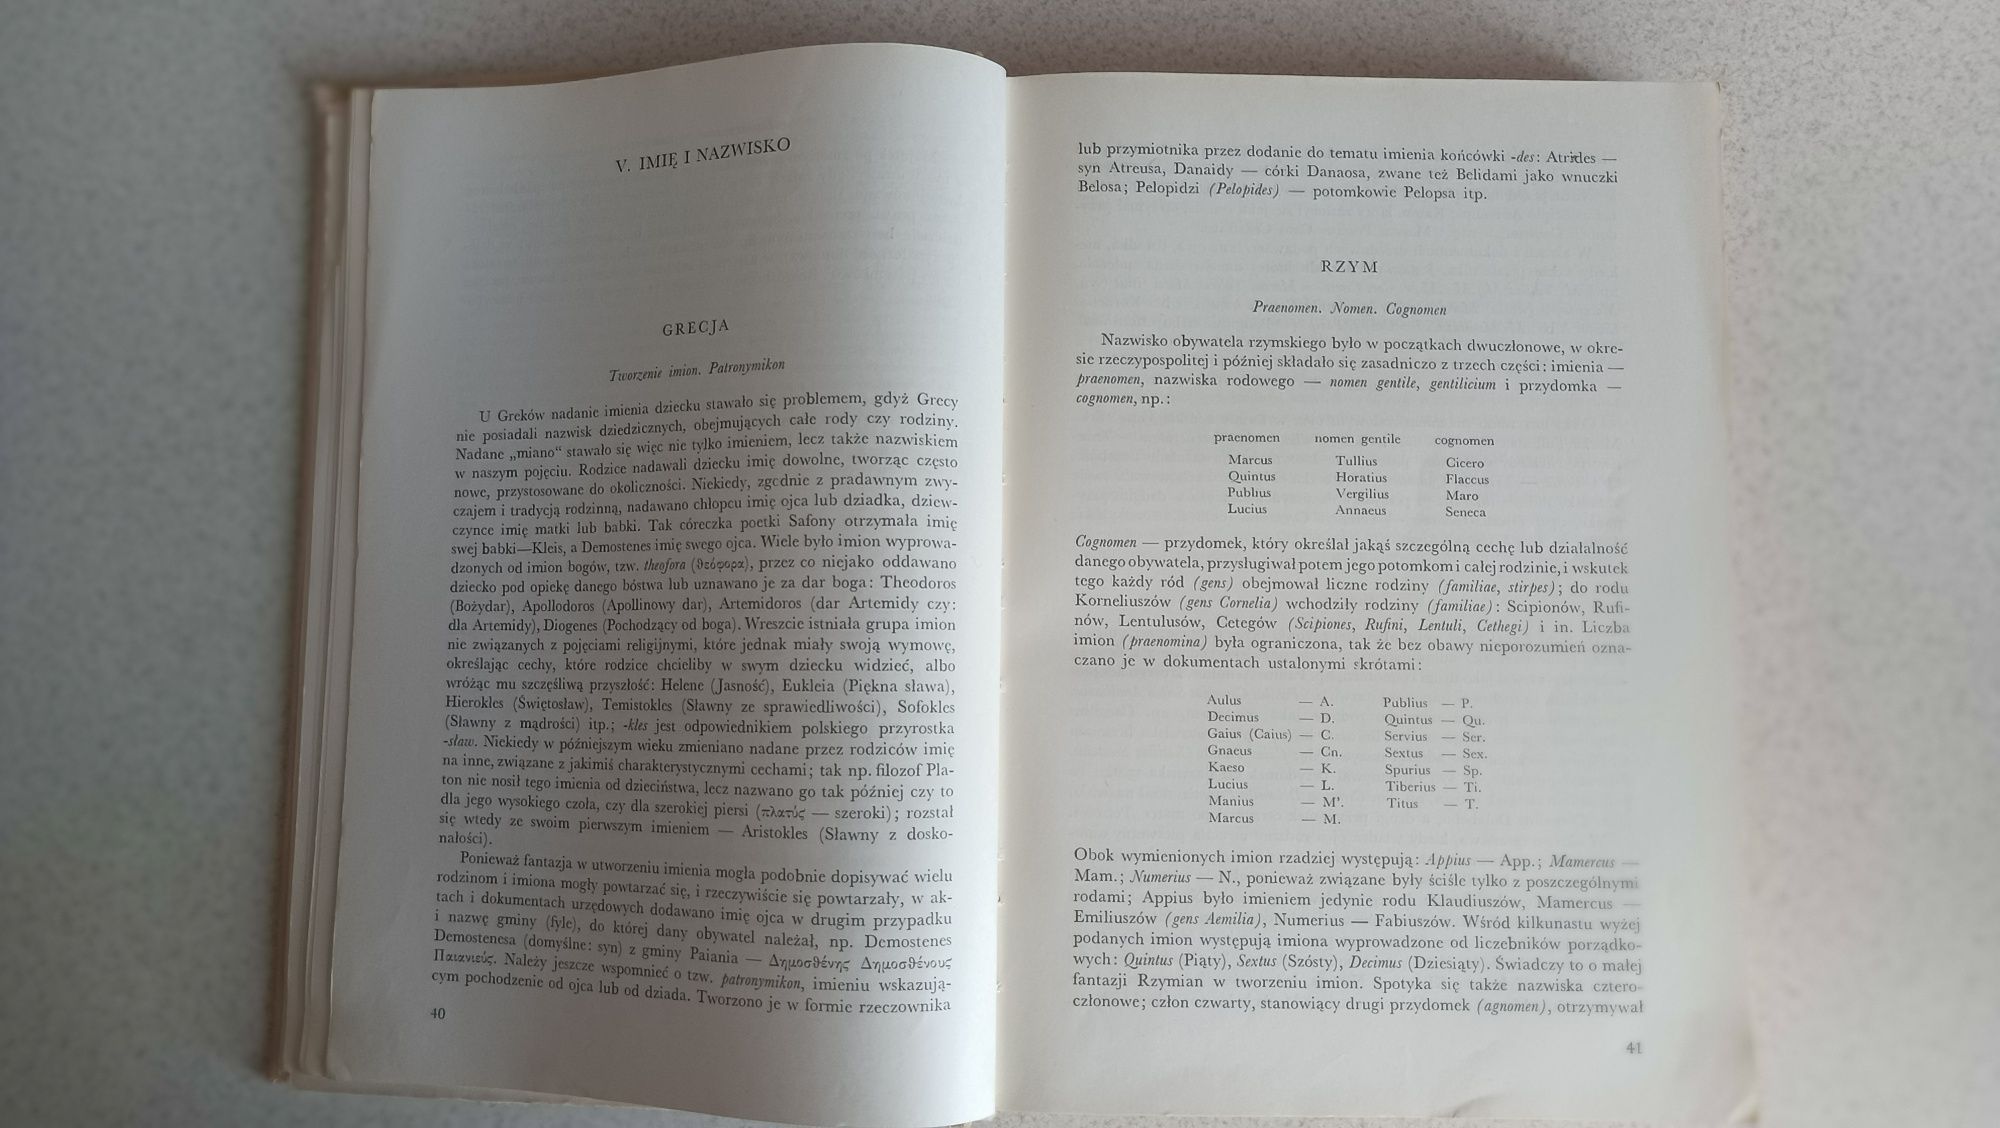 V. IMIĘ I NAZWISKO
GRECJA
Tworzenie imion. Patronymikon
U Greków nadanie imienia dziecku stawało się problemem, gdyż Grecy
nie posiadali nazwisk dziedzicznych, obejmujących całe rody czy rodziny.
Nadane „miano“ stawało się więc nie tylko imieniem, lecz także nazwiskiem
w naszym pojęciu. Rodzice nadawali dziecku imię dowolne, tworząc często
nowe, przystosowane do okoliczności. Niekiedy, zgodnie z pradawnym zwy-
czajem i tradycją rodzinną, nadawano chłopcu imię ojca lub dziadka, dziew-
czynce imię matki lub babki. Tak córeczka poetki Safony otrzymała imię
swej babki—Kleis, a Demostenes imię swego ojca. Wiele było imion wyprowa-
dzonych od imion bogów, tzw. theofora (θεόφορα), przez co niejako oddawano
dziecko pod opiekę danego bóstwa lub uznawano je za dar boga: Theodoros
(Bożydar), Apollodoros (Apollinowy dar), Artemidoros (dar Artemidy czy:
dla Artemidy), Diogenes (Pochodzący od boga). Wreszcie istniała grupa imion
nie związanych z pojęciami religijnymi, które jednak miały swoją wymowę,
określając cechy, które rodzice chcieliby w swym dziecku widzieć, albo
wróżąc mu szczęśliwą przyszłość: Helene (Jasność), Eukleia (Piękna sława),
Hierokles (Świętosław), Temistokles (Sławny ze sprawiedliwości), Sofokles
(Sławny z mądrości) itp.; -kles jest odpowiednikiem polskiego przyrostka
-sław. Niekiedy w późniejszym wieku zmieniano nadane przez rodziców imię
na inne, związane z jakimiś charakterystycznymi cechami; tak np. filozof Pla-
ton nie nosił tego imienia od dzieciństwa, lecz nazwano go tak później czy to
dla jego wysokiego czoła, czy dla szerokiej piersi (πλατύς — szeroki); rozstał
się wtedy ze swoim pierwszym imieniem — Aristokles (Sławny z dosko-
nałości).
Ponieważ fantazja w utworzeniu imienia mogła podobnie dopisywać wielu
rodzinom i imiona mogły powtarzać się, i rzeczywiście się powtarzały, w ak-
tach i dokumentach urzędowych dodawano imię ojca w drugim przypadku
i nazwę gminy (fyle), do której dany obywatel należał, np. Demostenes
Demostenesa (domyślne: syn) z gminy Paiania — Δημοσθένης Δημοσθένους
Παιανιεύς. Należy jeszcze wspomnieć o tzw. patronymikon, imieniu wskazują-
cym pochodzenie od ojca lub od dziada. Tworzono je w formie rzeczownika
40
lub przymiotnika przez dodanie do tematu imienia końcówki -des: Atrides —
syn Atreusa, Danaidy — córki Danaosa, zwane też Belidami jako wnuczki
Belosa; Pelopidzi (Pelopides) — potomkowie Pelopsa itp.
RZYM
Praenomen. Nomen. Cognomen
Nazwisko obywatela rzymskiego było w początkach dwuczłonowe, w okre-
sie rzeczypospolitej i później składało się zasadniczo z trzech części: imienia —
praenomen, nazwiska rodowego — nomen gentile, gentilicium i przydomka —
cognomen, np.:
praenomen nomen gentile cognomen
Marcus Tullius Cicero
Quintus Horatius Flaccus
Publius Vergilius Maro
Lucius Annaeus Seneca
Cognomen — przydomek, który określał jakąś szczególną cechę lub działalność
danego obywatela, przysługiwał potem jego potomkom i całej rodzinie, i wskutek
tego każdy ród (gens) obejmował liczne rodziny (familiae, stirpes); do rodu
Korneliuszów (gens Cornelia) wchodziły rodziny (familiae): Scipionów, Rufi-
nów, Lentulusów, Cetegów (Scipiones, Rufini, Lentuli, Cethegi) i in. Liczba
imion (praenomina) była ograniczona, tak że bez obawy nieporozumień ozna-
czano je w dokumentach ustalonymi skrótami:
Aulus — A. Publius — P.
Decimus — D. Quintus — Qu.
Gaius (Caius) — C. Servius — Ser.
Gnaeus — Cn. Sextus — Sex.
Kaeso — K. Spurius — Sp.
Lucius — L. Tiberius — Ti.
Manius — M'. Titus — T.
Marcus — M.
Obok wymienionych imion rzadziej występują: Appius — App.; Mamercus —
Mam.; Numerius — N., ponieważ związane były ściśle tylko z poszczególnymi
rodami; Appius było imieniem jedynie rodu Klaudiuszów, Mamercus —
Emiliuszów (gens Aemilia), Numerius — Fabiuszów. Wśród kilkunastu wyżej
podanych imion występują imiona wyprowadzone od liczebników porządko-
wych: Quintus (Piąty), Sextus (Szósty), Decimus (Dziesiąty). Świadczy to o małej
fantazji Rzymian w tworzeniu imion. Spotyka się także nazwiska cztero-
członowe; człon czwarty, stanowiący drugi przydomek (agnomen), otrzymywał
41